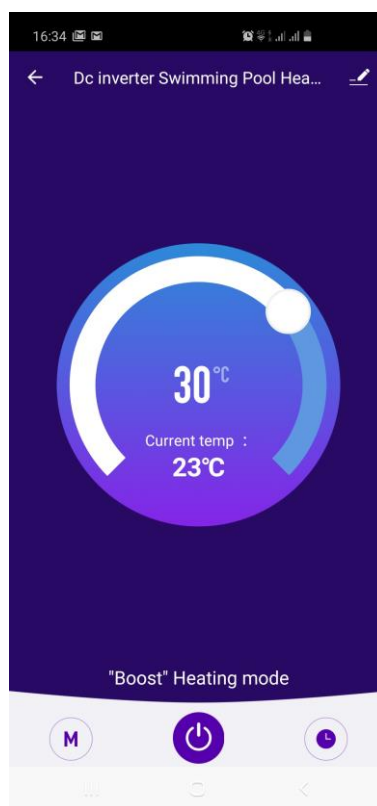 16:34
Dc inverter Swimming Pool Hea...
30°C
Current temp :
23°C
"Boost" Heating mode
M